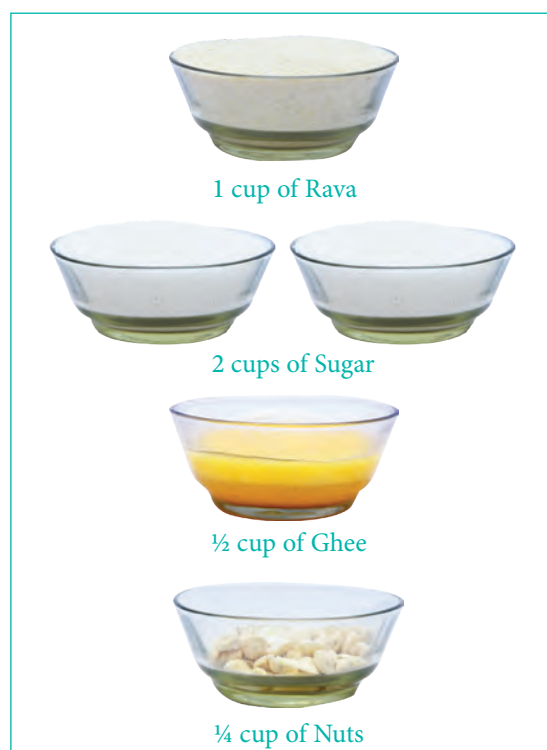 1 cup of Rava
2 cups of Sugar
½ cup of Ghee
¼ cup of Nuts